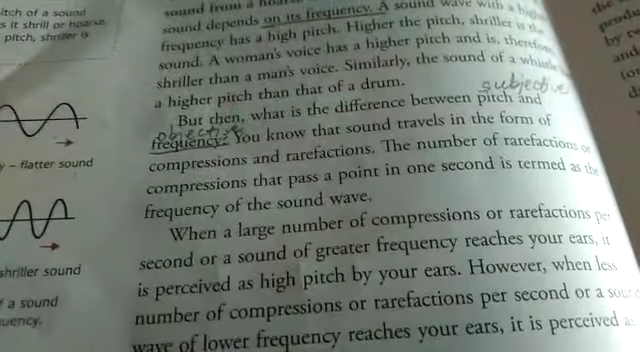 itch of a sound
s it shrill or hoarse.
pitch, shriller is
y – flatter sound
shriller sound
f a sound
uency.
sound from a hoarse
sound depends on its frequency. A sound wave with a high
frequency has a high pitch. Higher the pitch, shriller is the
sound. A woman's voice has a higher pitch and is, therefore,
shriller than a man's voice. Similarly, the sound of a whistle
a higher pitch than that of a drum.
subjective
But then, what is the difference between pitch and
objective
frequency? You know that sound travels in the form of
compressions and rarefactions. The number of rarefactions or
compressions that pass a point in one second is termed as the
frequency of the sound wave.
When a large number of compressions or rarefactions per
second or a sound of greater frequency reaches your ears, it
is perceived as high pitch by your ears. However, when less
number of compressions or rarefactions per second or a sound
wave of lower frequency reaches your ears, it is perceived as
the
produ
by
and